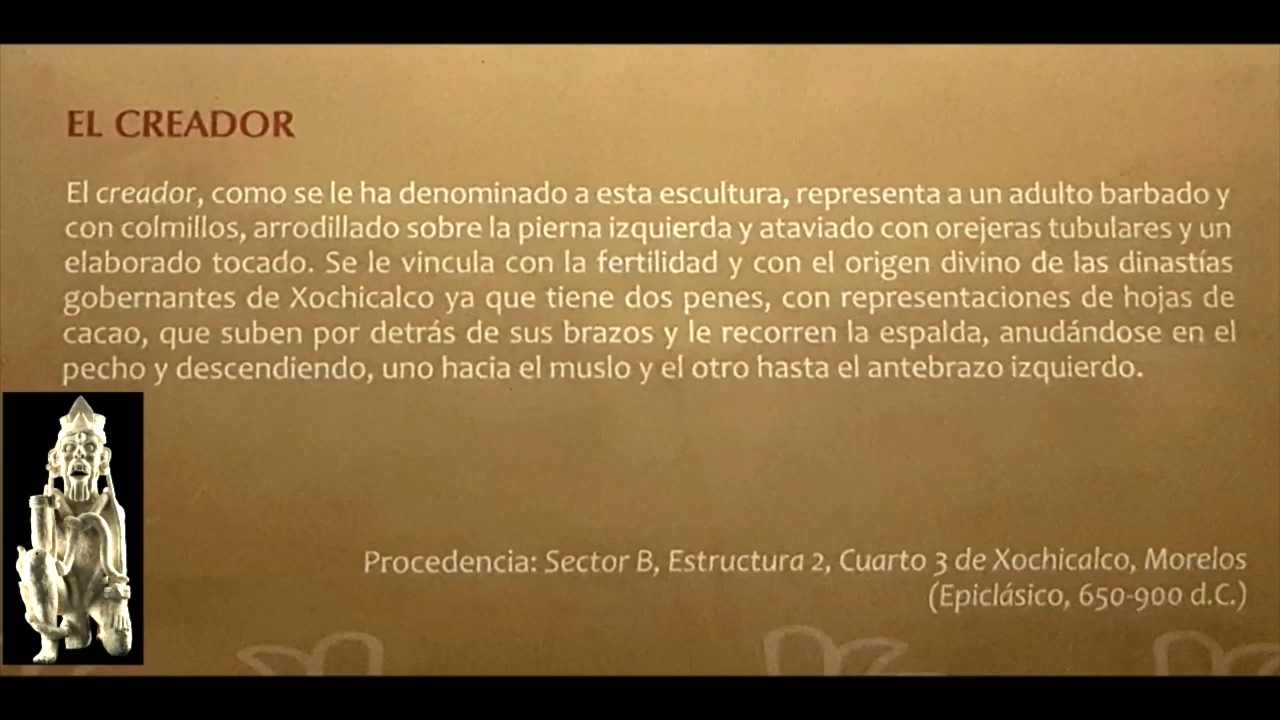 EL CREADOR
El creador, como se le ha denominado a esta escultura, representa a un adulto barbado y
con colmillos, arrodillado sobre la pierna izquierda y ataviado con orejeras tubulares y un
elaborado tocado. Se le vincula con la fertilidad y con el origen divino de las dinastías
gobernantes de Xochicalco ya que tiene dos penes, con representaciones de hojas de
cacao, que suben por detrás de sus brazos y le recorren la espalda, anudándose en el
pecho y descendiendo, uno hacia el muslo y el otro hasta el antebrazo izquierdo.
Procedencia: Sector B, Estructura 2, Cuarto 3 de Xochicalco, Morelos
(Epiclásico, 650-900 d.C.)